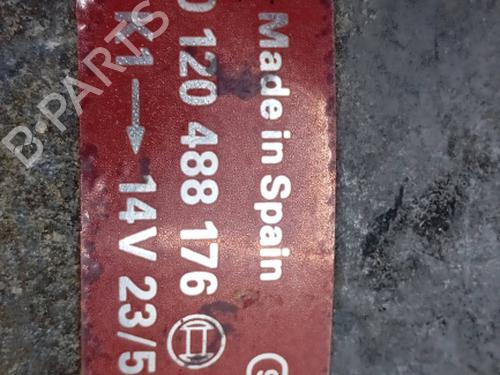 Made in Spain
0 120 488 176
K1 → 14V 23/5
B-PARTS